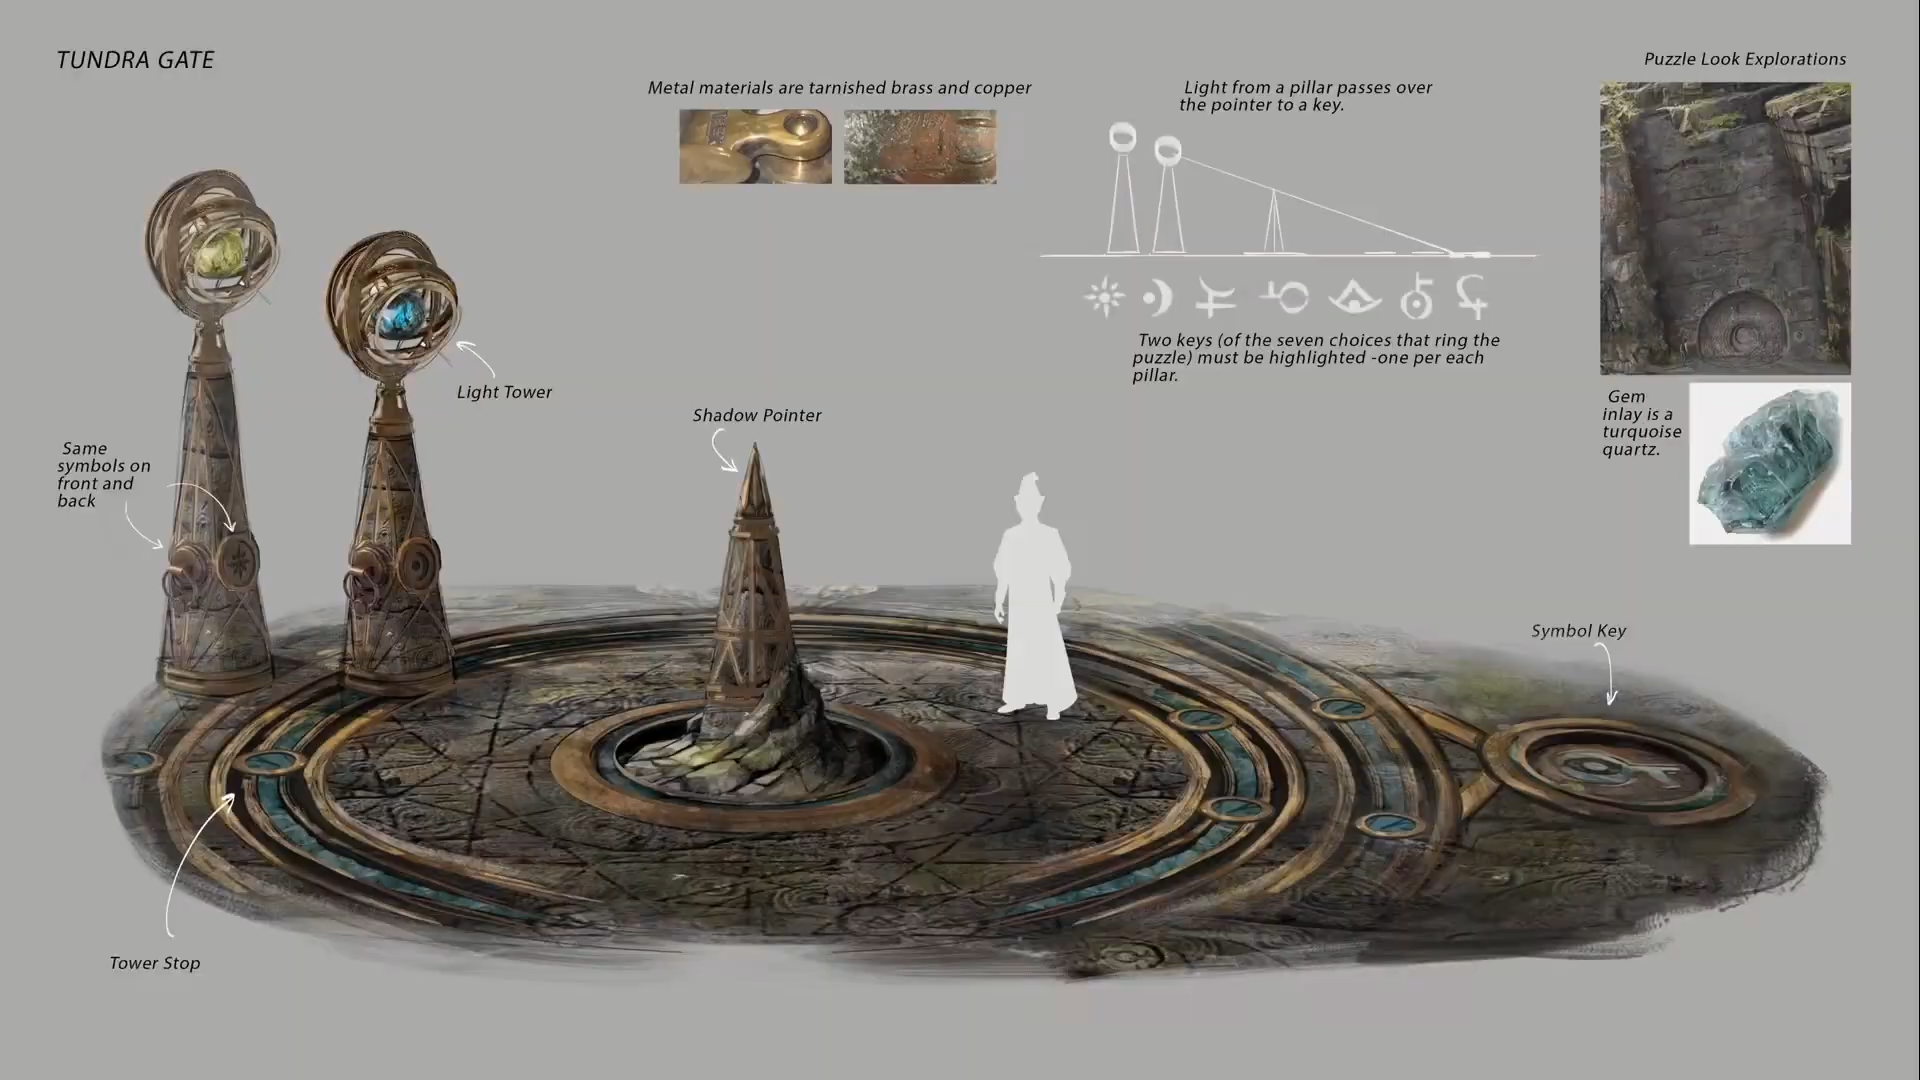 TUNDRA GATE
Metal materials are tarnished brass and copper
Light from a pillar passes over
the pointer to a key.
Puzzle Look Explorations
Two keys (of the seven choices that ring the
puzzle) must be highlighted -one per each
pillar.
Gem
inlay is a
turquoise
quartz.
Light Tower
Shadow Pointer
Same
symbols on
front and
back
Symbol Key
Tower Stop